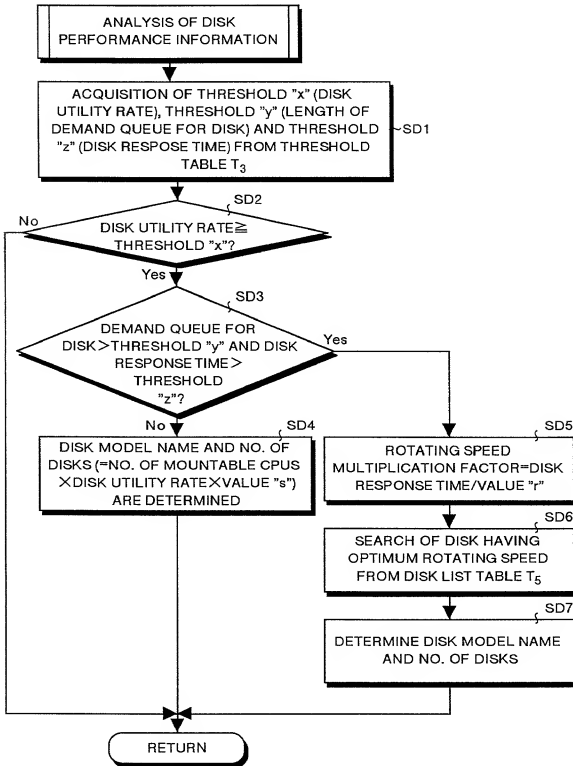 ANALYSIS OF DISK
PERFORMANCE INFORMATION
ACQUISITION OF THRESHOLD "x" (DISK
UTILITY RATE), THRESHOLD "y" (LENGTH OF
DEMAND QUEUE FOR DISK) AND THRESHOLD
"z" (DISK RESPOSE TIME) FROM THRESHOLD
TABLE T3
SD1
SD2
No
DISK UTILITY RATE≧
THRESHOLD "x"?
Yes
SD3
DEMAND QUEUE FOR
DISK>THRESHOLD "y" AND DISK
RESPONSE TIME>
THRESHOLD
"z"?
Yes
No
SD4
DISK MODEL NAME AND NO. OF
DISKS (=NO. OF MOUNTABLE CPUS
×DISK UTILITY RATE×VALUE "s")
ARE DETERMINED
SD5
ROTATING SPEED
MULTIPLICATION FACTOR=DISK
RESPONSE TIME/VALUE "r"
SD6
SEARCH OF DISK HAVING
OPTIMUM ROTATING SPEED
FROM DISK LIST TABLE T5
SD7
DETERMINE DISK MODEL NAME
AND NO. OF DISKS
RETURN